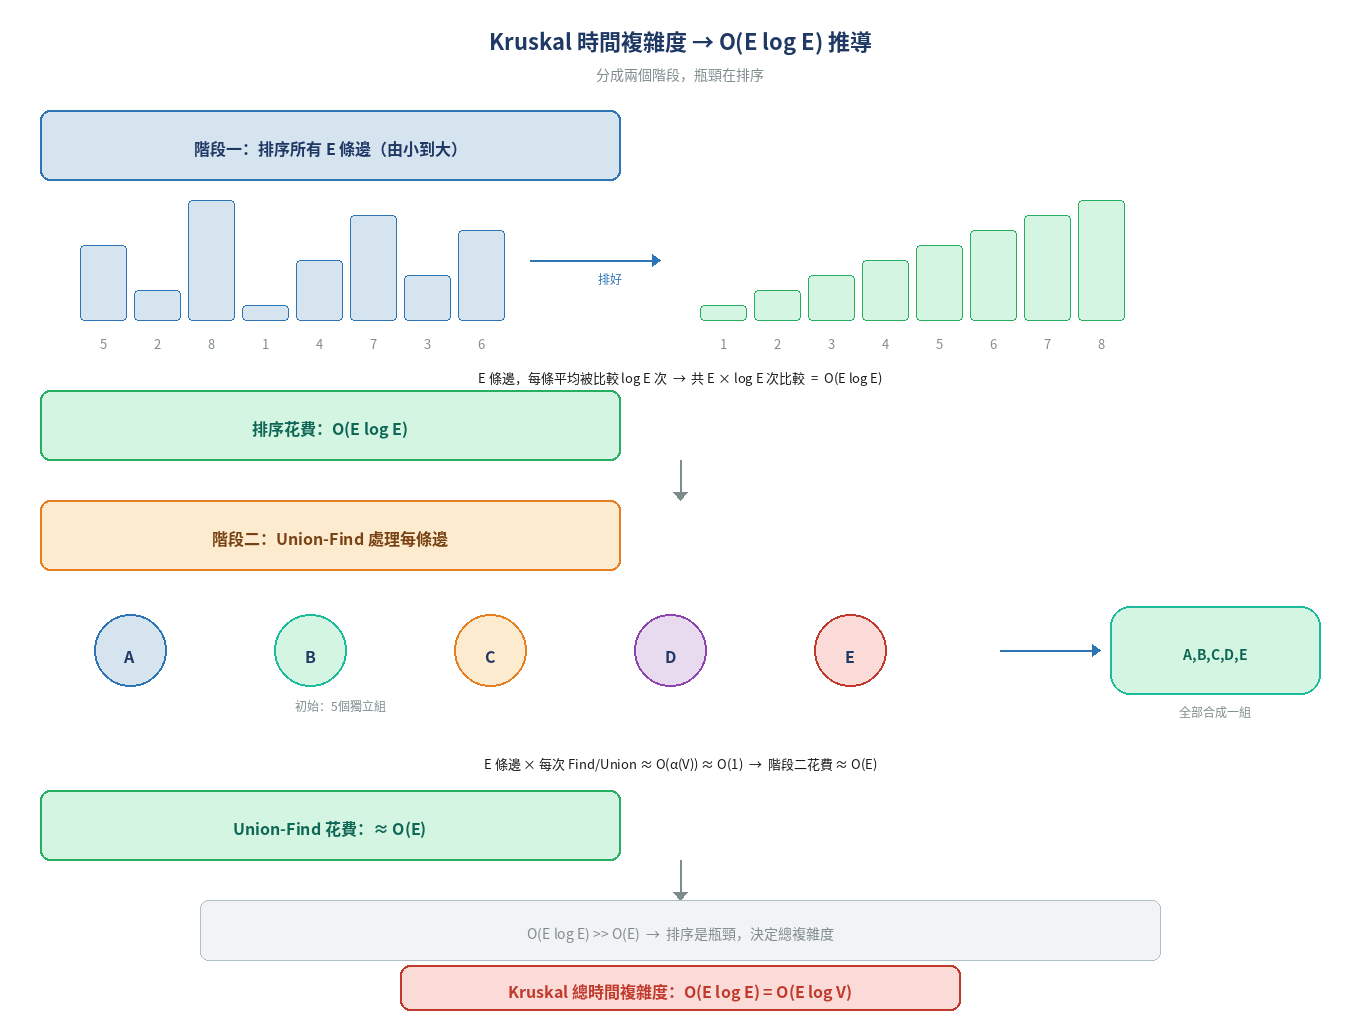 Kruskal 時間複雜度 → O(E log E) 推導
分成兩個階段，瓶頸在排序
階段一：排序所有 E 條邊（由小到大）
5 2 8 1 4 7 3 6
排好
1 2 3 4 5 6 7 8
E 條邊，每條平均被比較 log E 次 → 共 E × log E 次比較 = O(E log E)
排序花費：O(E log E)
階段二：Union-Find 處理每條邊
A B C D E
A,B,C,D,E
初始：5個獨立組
全部合成一組
E 條邊 × 每次 Find/Union ≈ O(α(V)) ≈ O(1) → 階段二花費 ≈ O(E)
Union-Find 花費：≈ O(E)
O(E log E) >> O(E) → 排序是瓶頸，決定總複雜度
Kruskal 總時間複雜度：O(E log E) = O(E log V)